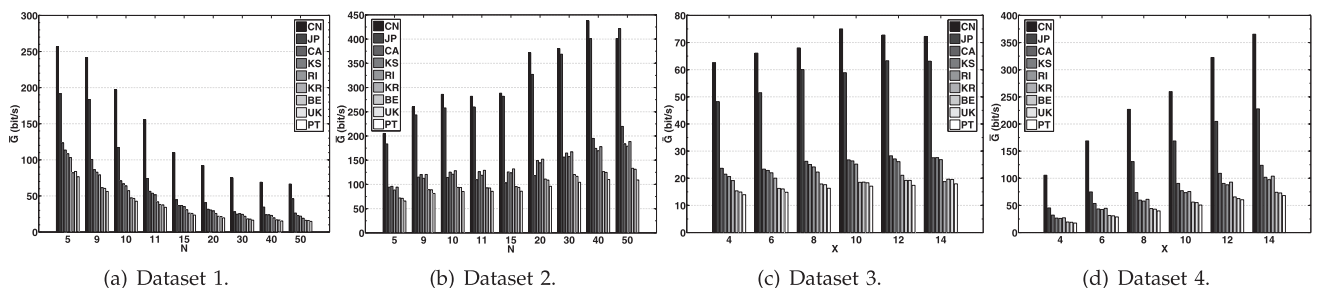 300
250
200
150
100
50
0
Ḡ (bit/s)
5 9 10 11 15 20 30 40 50
N
CN
JP
CA
KS
RI
KR
BE
UK
PT
(a) Dataset 1.
450
400
350
300
250
200
150
100
50
0
Ḡ (bit/s)
5 9 10 11 15 20 30 40 50
N
CN
JP
CA
KS
RI
KR
BE
UK
PT
(b) Dataset 2.
80
70
60
50
40
30
20
10
0
Ḡ (bit/s)
4 6 8 10 12 14
X
CN
JP
CA
KS
RI
KR
BE
UK
PT
(c) Dataset 3.
400
350
300
250
200
150
100
50
0
Ḡ (bit/s)
4 6 8 10 12 14
X
CN
JP
CA
KS
RI
KR
BE
UK
PT
(d) Dataset 4.